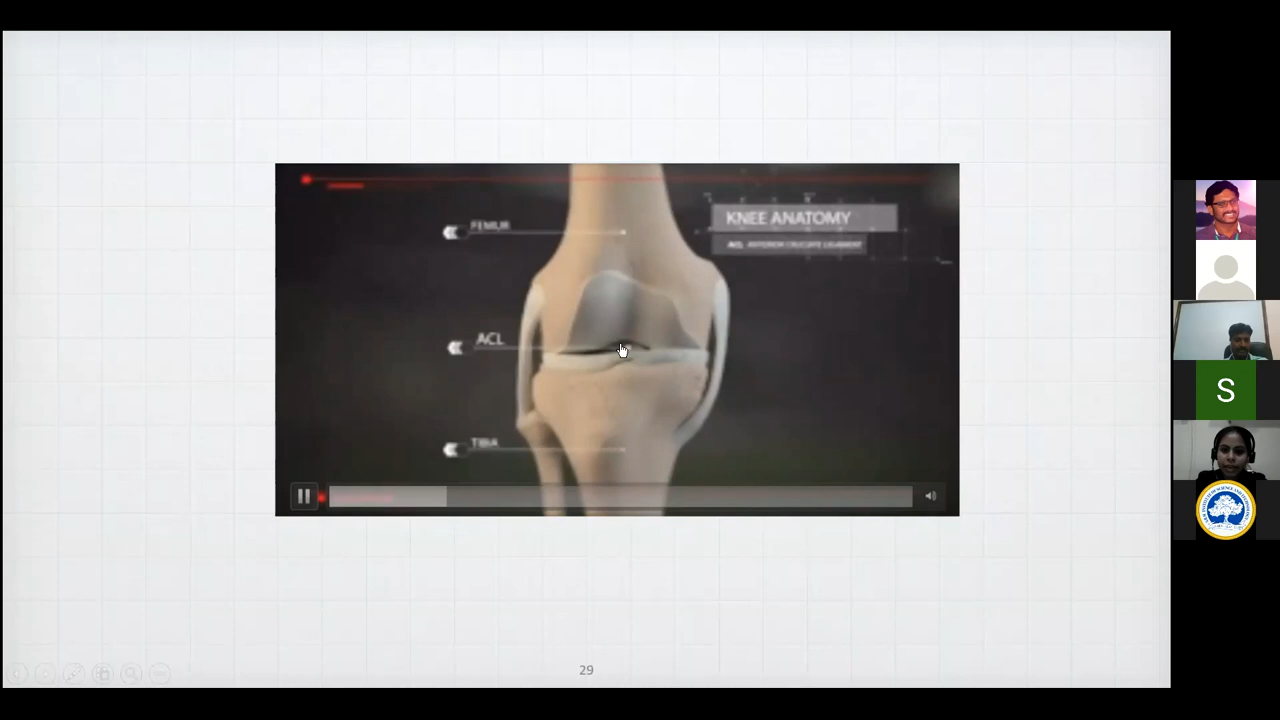 FEMUR
KNEE ANATOMY
ACL ANTERIOR CRUCIATE LIGAMENT
ACL
TIBIA
S
29